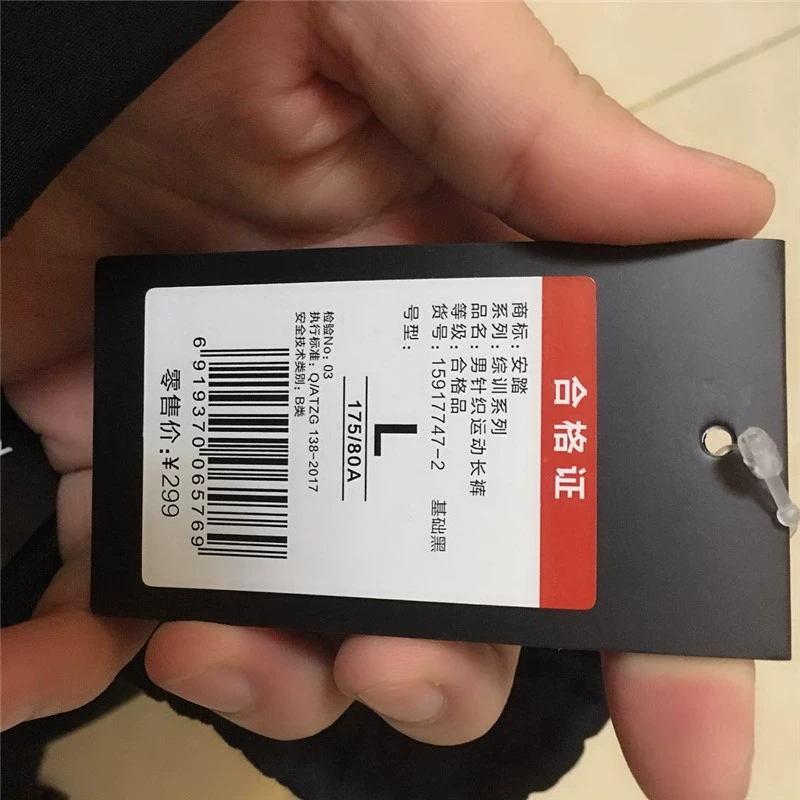 合格证
商标: 安踏
系列: 综训系列
品名: 男针织运动长裤
等级: 合格品
货号: 15917747-2 基础黑
号型:
L
175/80A
检验No: 03
执行标准: Q/ATZG 138-2017
安全技术类别: B类
6919370065769
零售价:¥299